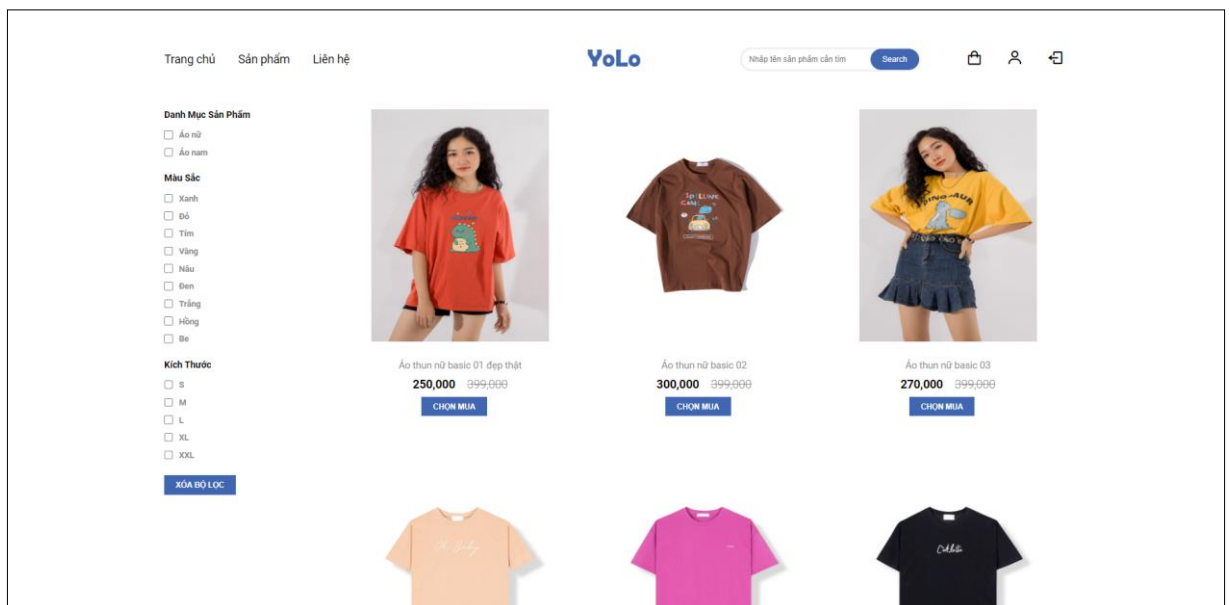 Trang chủ Sản phẩm Liên hệ YoLo Nhập tên sản phẩm cần tìm Search
Danh Mục Sản Phẩm
Áo nữ
Áo nam
Màu Sắc
Xanh
Đỏ
Tím
Vàng
Nâu
Đen
Trắng
Hồng
Be
Kích Thước
S
M
L
XL
XXL
XÓA BỘ LỌC
DINOSAUR
Áo thun nữ basic 01 đẹp thật
250,000 399,000
CHỌN MUA
Áo thun nữ basic 02
300,000 399,000
CHỌN MUA
Áo thun nữ basic 03
270,000 399,000
CHỌN MUA